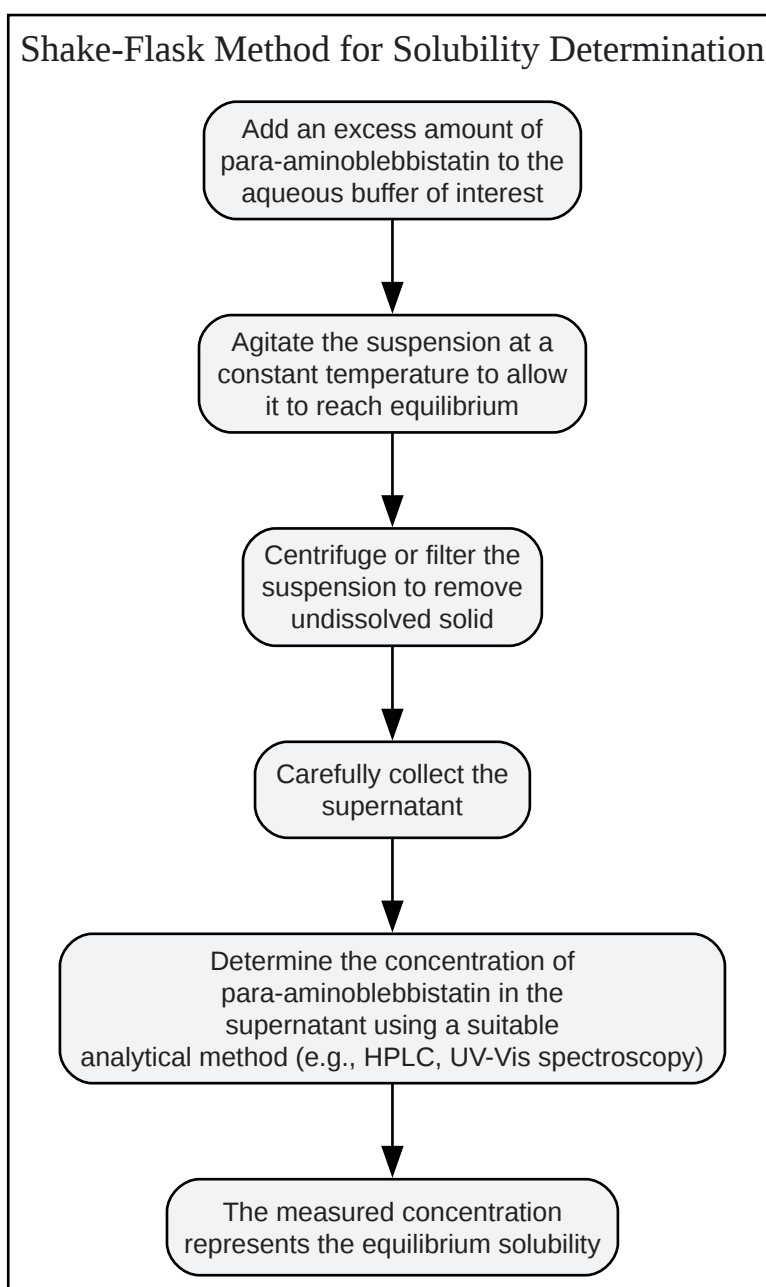 Shake-Flask Method for Solubility Determination
Add an excess amount of
para-aminoblebbistatin to the
aqueous buffer of interest
Agitate the suspension at a
constant temperature to allow
it to reach equilibrium
Centrifuge or filter the
suspension to remove
undissolved solid
Carefully collect the
supernatant
Determine the concentration of
para-aminoblebbistatin in the
supernatant using a suitable
analytical method (e.g., HPLC, UV-Vis spectroscopy)
The measured concentration
represents the equilibrium solubility